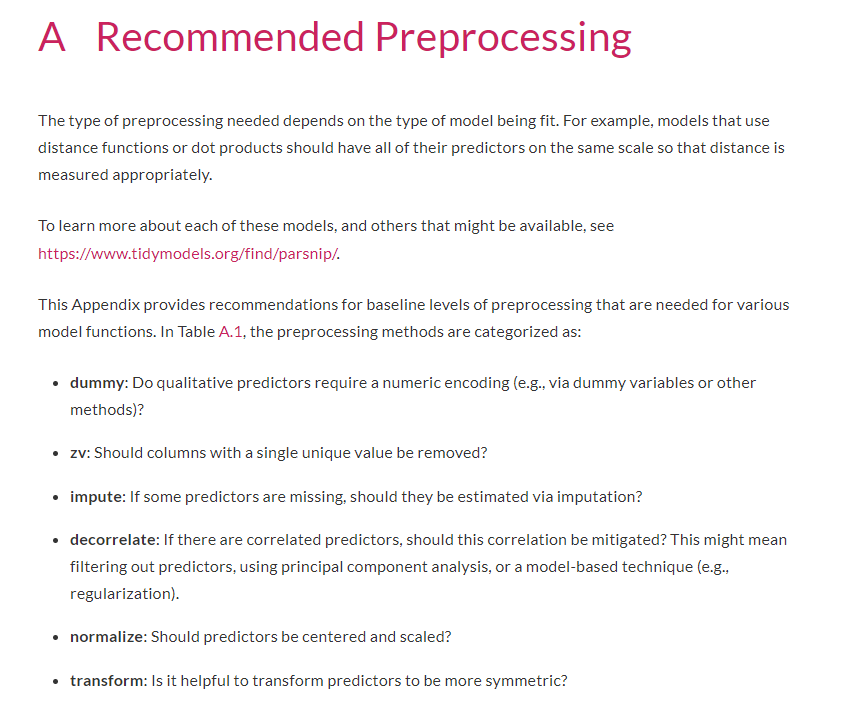 A Recommended Preprocessing
The type of preprocessing needed depends on the type of model being fit. For example, models that use
distance functions or dot products should have all of their predictors on the same scale so that distance is
measured appropriately.
To learn more about each of these models, and others that might be available, see
https://www.tidymodels.org/find/parsnip/.
This Appendix provides recommendations for baseline levels of preprocessing that are needed for various
model functions. In Table A.1, the preprocessing methods are categorized as:
• dummy: Do qualitative predictors require a numeric encoding (e.g., via dummy variables or other
methods)?
• zv: Should columns with a single unique value be removed?
• impute: If some predictors are missing, should they be estimated via imputation?
• decorrelate: If there are correlated predictors, should this correlation be mitigated? This might mean
filtering out predictors, using principal component analysis, or a model-based technique (e.g.,
regularization).
• normalize: Should predictors be centered and scaled?
• transform: Is it helpful to transform predictors to be more symmetric?